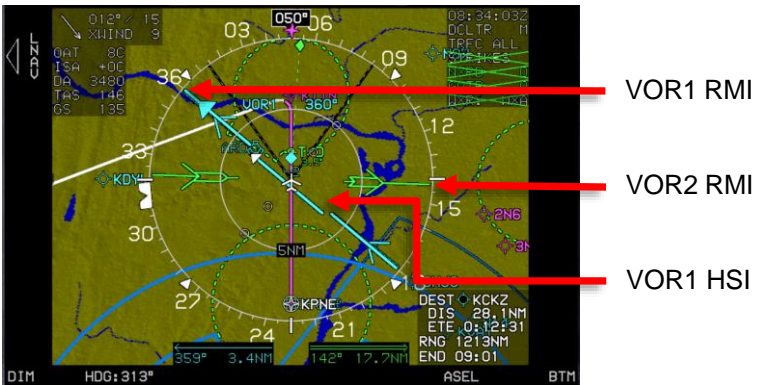 012°/ 15
XWIND 9
OAT 8C
ISA +0C
DA 3480
TAS 146
GS 135
LNAV
050°
03
06
09
12
15
21
24
27
30
33
36
08:34:03Z
DCLTR M
TRFC ALL
VOR1 360°
KDYL
2N6
5NM
KPNE
DEST KCKZ
DIS 28.1NM
ETE 0:12:31
RNG 1213NM
END 09:01
359° 3.4NM
142° 17.7NM
DIM
HDG:313°
ASEL
BTM
VOR1 RMI
VOR2 RMI
VOR1 HSI